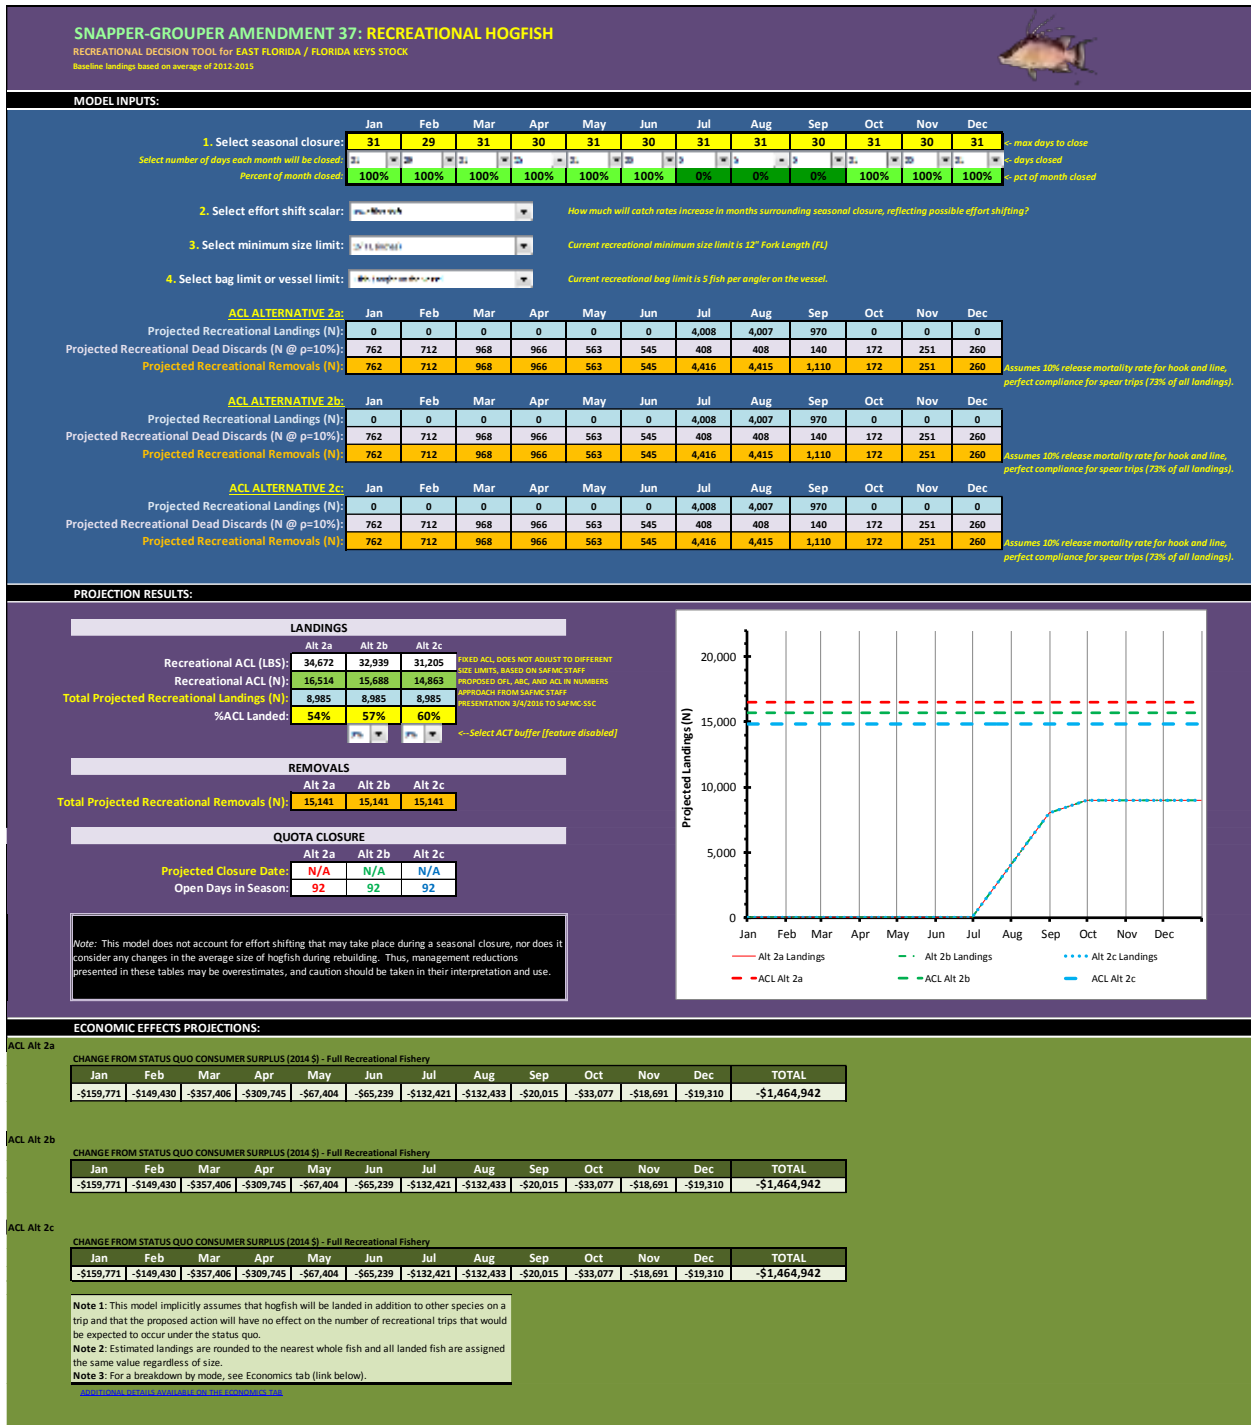 SNAPPER-GROUPER AMENDMENT 37: RECREATIONAL HOGFISH
RECREATIONAL DECISION TOOL for EAST FLORIDA / FLORIDA KEYS STOCK
Baseline landings based on average of 2012-2015
MODEL INPUTS:
Jan Feb Mar Apr May Jun Jul Aug Sep Oct Nov Dec
1. Select seasonal closure: 31 29 31 30 31 30 31 31 30 31 30 31 <- max days to close
Select number of days each month will be closed: <- days closed
Percent of month closed: 100% 100% 100% 100% 100% 100% 0% 0% 0% 100% 100% 100% <- pct of month closed
2. Select effort shift scalar: How much will catch rates increase in months surrounding seasonal closure, reflecting possible effort shifting?
3. Select minimum size limit: Current recreational minimum size limit is 12" Fork Length (FL)
4. Select bag limit or vessel limit: Current recreational bag limit is 5 fish per angler on the vessel.
ACL ALTERNATIVE 2a: Jan Feb Mar Apr May Jun Jul Aug Sep Oct Nov Dec
Projected Recreational Landings (N): 0 0 0 0 0 0 4,008 4,007 970 0 0 0
Projected Recreational Dead Discards (N @ ρ=10%): 762 712 968 966 563 545 408 408 140 172 251 260
Projected Recreational Removals (N): 762 712 968 966 563 545 4,416 4,415 1,110 172 251 260 Assumes 10% release mortality rate for hook and line,
perfect compliance for spear trips (73% of all landings).
ACL ALTERNATIVE 2b: Jan Feb Mar Apr May Jun Jul Aug Sep Oct Nov Dec
Projected Recreational Landings (N): 0 0 0 0 0 0 4,008 4,007 970 0 0 0
Projected Recreational Dead Discards (N @ ρ=10%): 762 712 968 966 563 545 408 408 140 172 251 260
Projected Recreational Removals (N): 762 712 968 966 563 545 4,416 4,415 1,110 172 251 260 Assumes 10% release mortality rate for hook and line,
perfect compliance for spear trips (73% of all landings).
ACL ALTERNATIVE 2c: Jan Feb Mar Apr May Jun Jul Aug Sep Oct Nov Dec
Projected Recreational Landings (N): 0 0 0 0 0 0 4,008 4,007 970 0 0 0
Projected Recreational Dead Discards (N @ ρ=10%): 762 712 968 966 563 545 408 408 140 172 251 260
Projected Recreational Removals (N): 762 712 968 966 563 545 4,416 4,415 1,110 172 251 260 Assumes 10% release mortality rate for hook and line,
perfect compliance for spear trips (73% of all landings).
PROJECTION RESULTS:
LANDINGS
Alt 2a Alt 2b Alt 2c
Recreational ACL (LBS): 34,672 32,939 31,205
Recreational ACL (N): 16,514 15,688 14,863
Total Projected Recreational Landings (N): 8,985 8,985 8,985
%ACL Landed: 54% 57% 60%
FIXED ACL, DOES NOT ADJUST TO DIFFERENT
SIZE LIMITS, BASED ON SAFMC STAFF
PROPOSED OFL, ABC, AND ACL IN NUMBERS
APPROACH FROM SAFMC STAFF
PRESENTATION 3/4/2016 TO SAFMC-SSC
<--Select ACT buffer [feature disabled]
REMOVALS
Alt 2a Alt 2b Alt 2c
Total Projected Recreational Removals (N): 15,141 15,141 15,141
QUOTA CLOSURE
Alt 2a Alt 2b Alt 2c
Projected Closure Date: N/A N/A N/A
Open Days in Season: 92 92 92
Note: This model does not account for effort shifting that may take place during a seasonal closure, nor does it
consider any changes in the average size of hogfish during rebuilding. Thus, management reductions
presented in these tables may be overestimates, and caution should be taken in their interpretation and use.
Projected Landings (N)
20,000
15,000
10,000
5,000
0
Jan Feb Mar Apr May Jun Jul Aug Sep Oct Nov Dec
Alt 2a Landings Alt 2b Landings Alt 2c Landings
ACL Alt 2a ACL Alt 2b ACL Alt 2c
ECONOMIC EFFECTS PROJECTIONS:
ACL Alt 2a
CHANGE FROM STATUS QUO CONSUMER SURPLUS (2014 $) - Full Recreational Fishery
Jan Feb Mar Apr May Jun Jul Aug Sep Oct Nov Dec TOTAL
-$159,771 -$149,430 -$357,406 -$309,745 -$67,404 -$65,239 -$132,421 -$132,433 -$20,015 -$33,077 -$18,691 -$19,310 -$1,464,942
ACL Alt 2b
CHANGE FROM STATUS QUO CONSUMER SURPLUS (2014 $) - Full Recreational Fishery
Jan Feb Mar Apr May Jun Jul Aug Sep Oct Nov Dec TOTAL
-$159,771 -$149,430 -$357,406 -$309,745 -$67,404 -$65,239 -$132,421 -$132,433 -$20,015 -$33,077 -$18,691 -$19,310 -$1,464,942
ACL Alt 2c
CHANGE FROM STATUS QUO CONSUMER SURPLUS (2014 $) - Full Recreational Fishery
Jan Feb Mar Apr May Jun Jul Aug Sep Oct Nov Dec TOTAL
-$159,771 -$149,430 -$357,406 -$309,745 -$67,404 -$65,239 -$132,421 -$132,433 -$20,015 -$33,077 -$18,691 -$19,310 -$1,464,942
Note 1: This model implicitly assumes that hogfish will be landed in addition to other species on a
trip and that the proposed action will have no effect on the number of recreational trips that would
be expected to occur under the status quo.
Note 2: Estimated landings are rounded to the nearest whole fish and all landed fish are assigned
the same value regardless of size.
Note 3: For a breakdown by mode, see Economics tab (link below).
ADDITIONAL DETAILS AVAILABLE ON THE ECONOMICS TAB